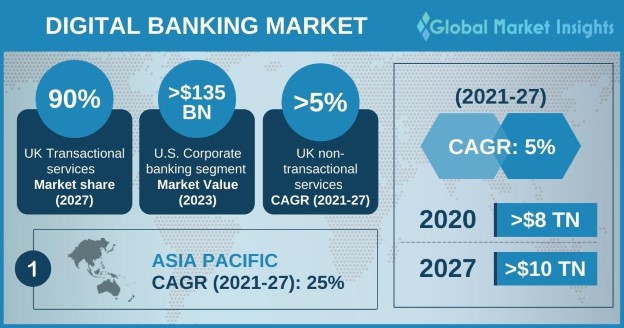 DIGITAL BANKING MARKET
Global Market Insights
90%
UK Transactional
services
Market share
(2027)
>$135
BN
U.S. Corporate
banking segment
Market Value
(2023)
>5%
UK non-
transactional
services
CAGR (2021-27)
1
ASIA PACIFIC
CAGR (2021-27): 25%
(2021-27)
CAGR: 5%
2020 >$8 TN
2027 >$10 TN